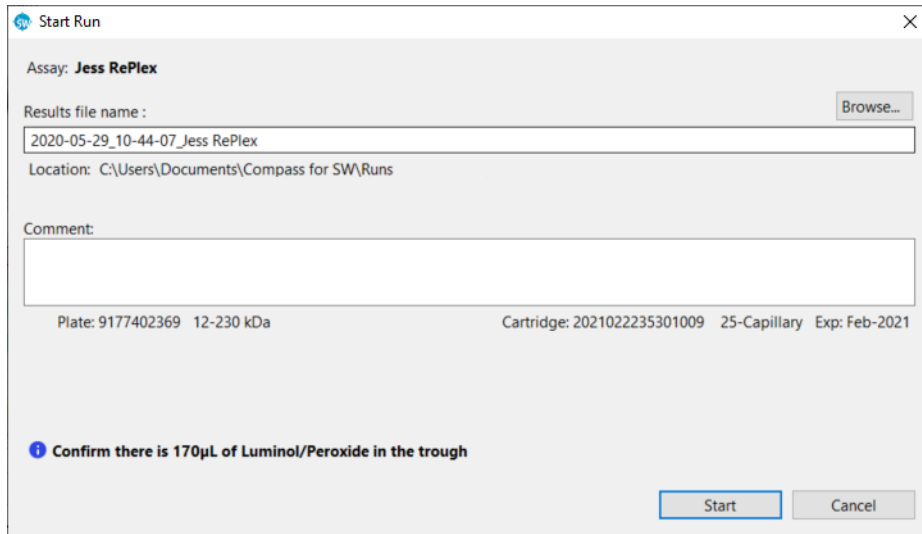 SW Start Run
Assay: Jess RePlex
Results file name :
Browse...
2020-05-29_10-44-07_Jess RePlex
Location: C:\Users\Documents\Compass for SW\Runs
Comment:
Plate: 9177402369 12-230 kDa Cartridge: 2021022235301009 25-Capillary Exp: Feb-2021
Confirm there is 170µL of Luminol/Peroxide in the trough
Start Cancel